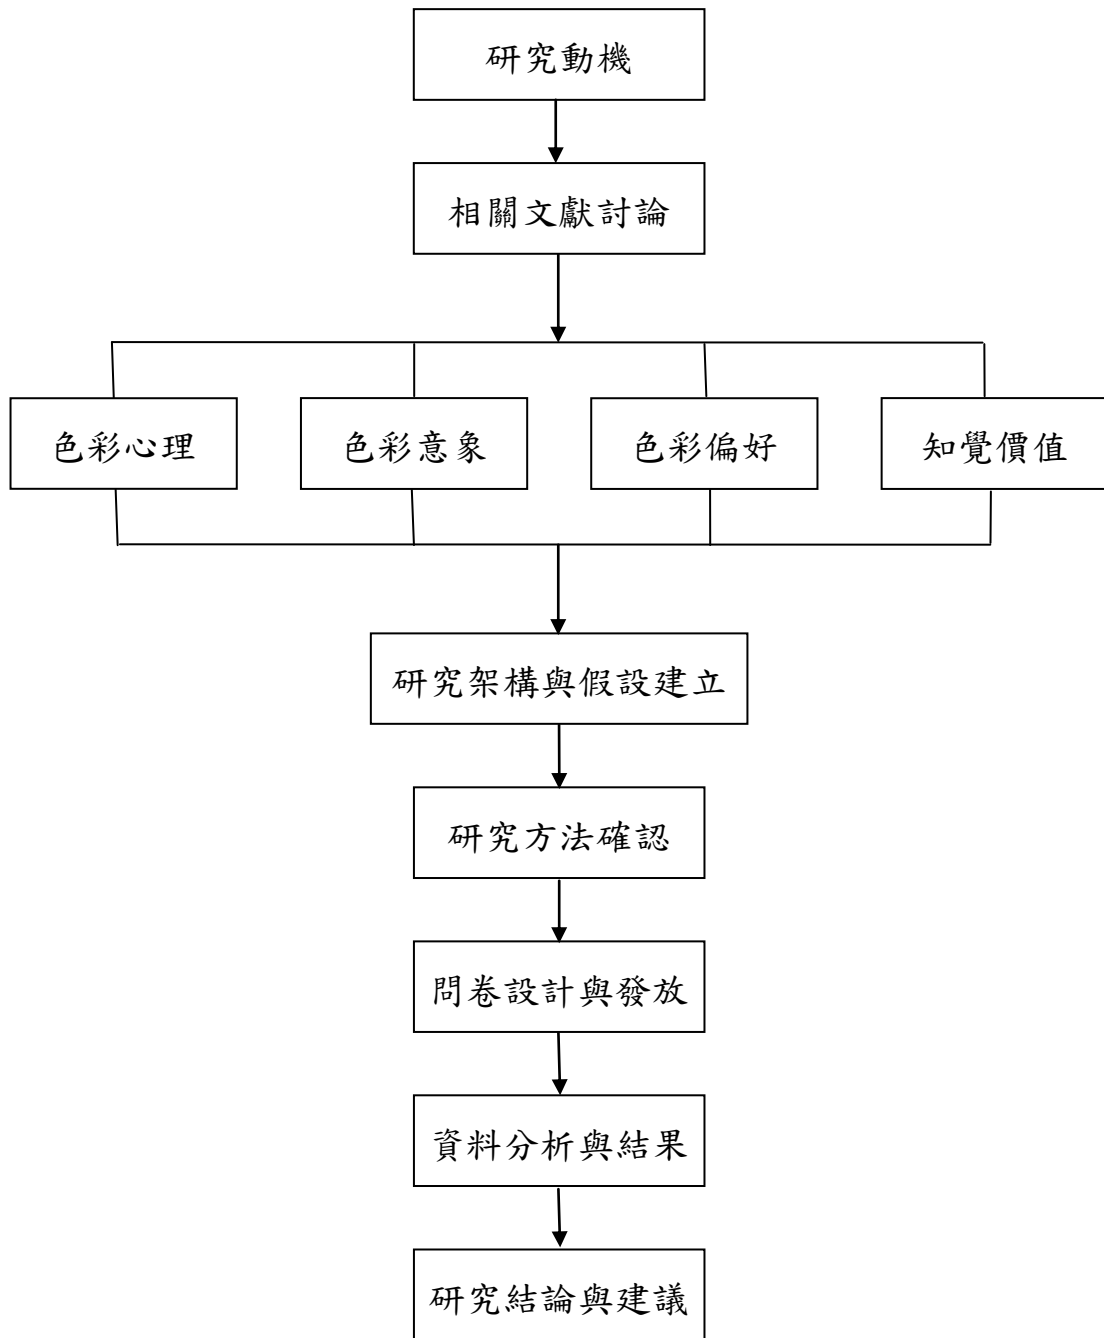 研究動機
相關文獻討論
色彩心理
色彩意象
色彩偏好
知覺價值
研究架構與假設建立
研究方法確認
問卷設計與發放
資料分析與結果
研究結論與建議